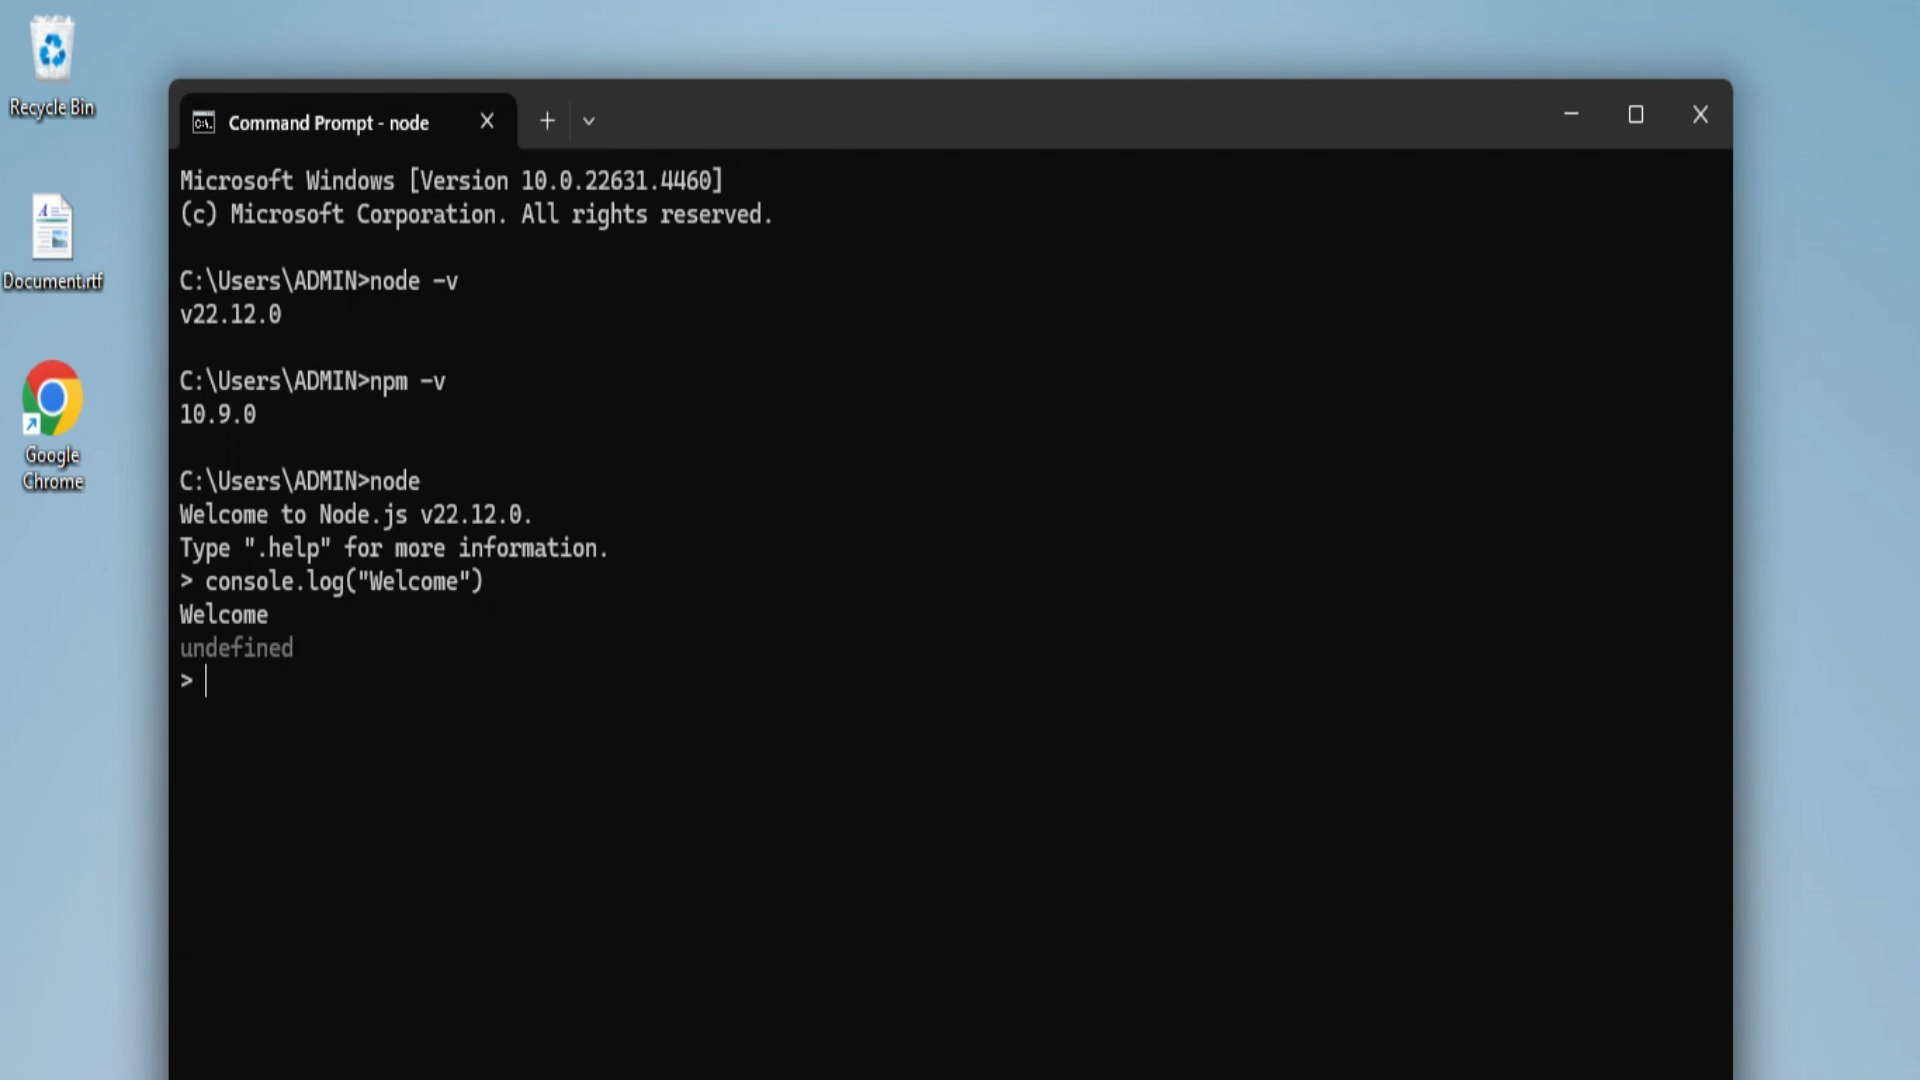 Recycle Bin
Document.rtf
Google
Chrome
Command Prompt - node
Microsoft Windows [Version 10.0.22631.4460]
(c) Microsoft Corporation. All rights reserved.
C:\Users\ADMIN>node -v
v22.12.0
C:\Users\ADMIN>npm -v
10.9.0
C:\Users\ADMIN>node
Welcome to Node.js v22.12.0.
Type ".help" for more information.
> console.log("Welcome")
Welcome
undefined
>